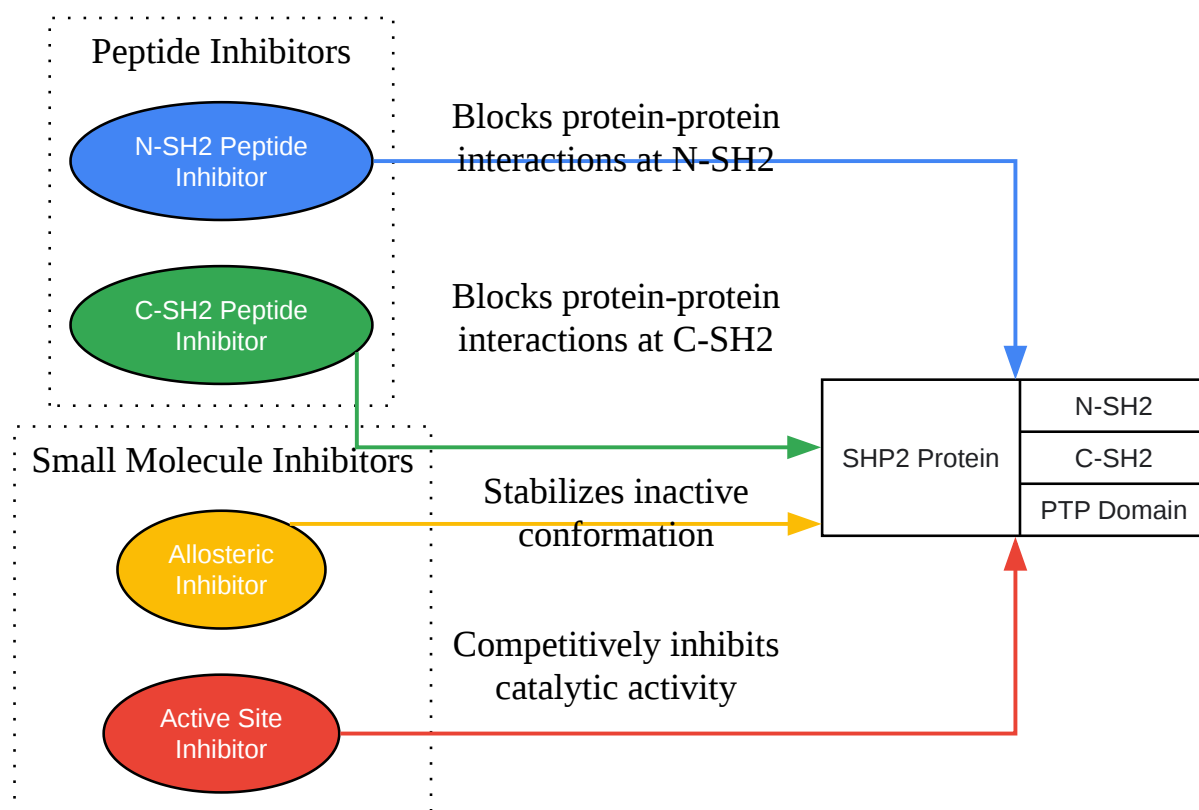 Peptide Inhibitors
N-SH2 Peptide
Inhibitor
Blocks protein-protein
interactions at N-SH2
C-SH2 Peptide
Inhibitor
Blocks protein-protein
interactions at C-SH2
SHP2 Protein
N-SH2
C-SH2
PTP Domain
Small Molecule Inhibitors
Allosteric
Inhibitor
Stabilizes inactive
conformation
Active Site
Inhibitor
Competitively inhibits
catalytic activity